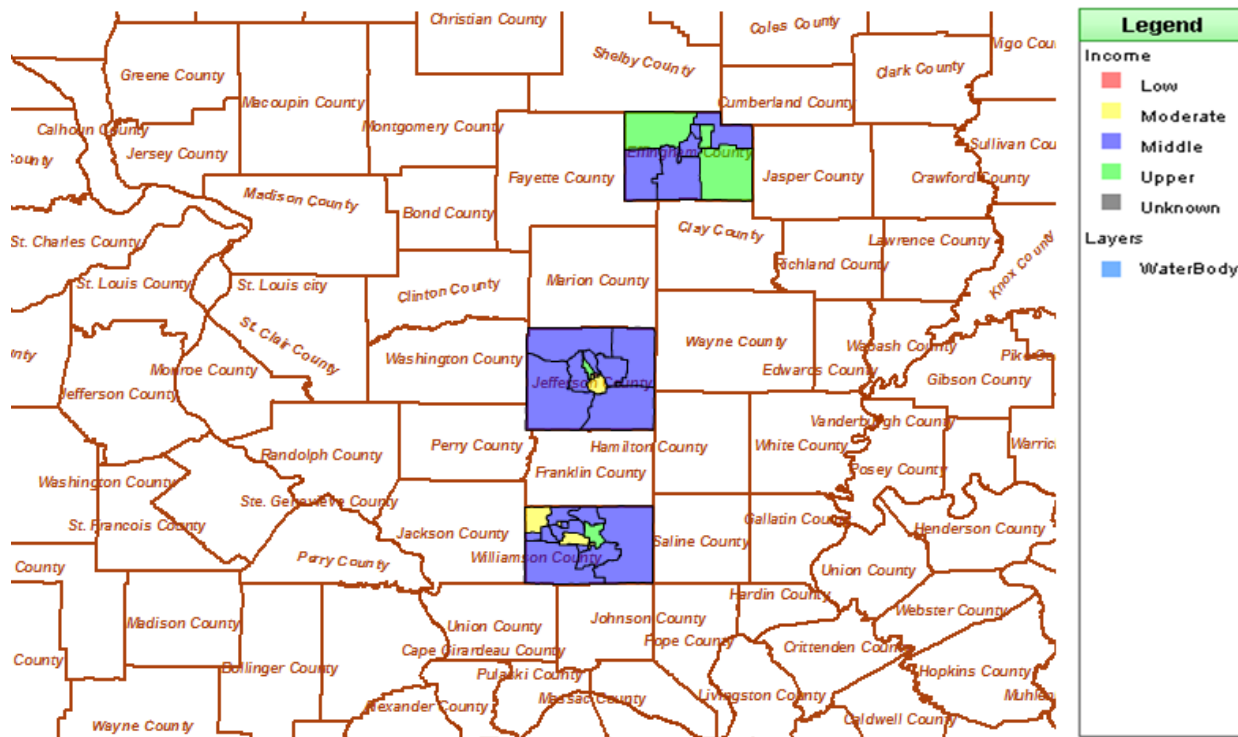 Christian County
Coles County
Shelby County
Vigo Cou
Clark County
Greene County
Macoupin County
Cumberland County
Montgomery County
Calhoun County
Sullivan Cou
County
Jersey County
Effingham County
Fayette County
Jasper County
Crawford County
Madison County
Bond County
Clay County
Lawrence County
St. Charles County
Richland County
Knox County
St. Louis County
St. Louis city
Marion County
Clinton County
St. Clair County
Wayne County
Wabash County
Washington County
Pike
Monroe County
Edwards County
Gibson County
Jefferson County
Jefferson County
Vanderburgh County
Perry County
Hamilton County
White County
Warric
Randolph County
Franklin County
Posey County
Washington County
Ste. Genevieve County
St. Francois County
Jackson County
Gallatin County
Henderson County
Saline County
Williamson County
Perry County
County
Union County
Hardin County
Webster County
Madison County
Union County
Johnson County
Pope County
Cape Girardeau County
Crittenden County
County
Bollinger County
Pulaski County
Hopkins County
Massac County
Livingston County
Muhlen
Alexander County
Caldwell County
Wayne County
Legend
Income
Low
Moderate
Middle
Upper
Unknown
Layers
WaterBody